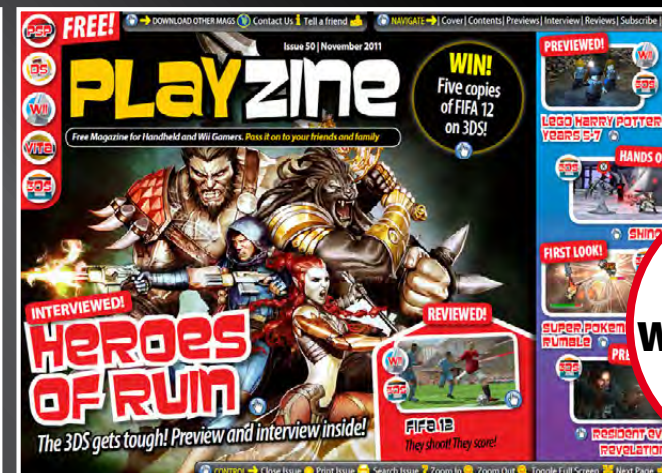 PSP
DS
Wii
VITA
3DS
FREE!
DOWNLOAD OTHER MAGS Contact Us Tell a friend
NAVIGATE Cover| Contents| Previews| Interview| Reviews| Subscribe |
Issue 50 | November 2011
PLAYZINE
Free Magazine for Handheld and Wii Gamers. Pass it on to your friends and family
WIN!
Five copies
of FIFA 12
on 3DS!
INTERVIEWED!
HEROES
OF RUIN
The 3DS gets tough! Preview and interview inside!
REVIEWED!
Wii
3DS
FIFA 12
They shoot! They score!
PREVIEWED!
Wii
3DS
LEGO HARRY POTTER
YEARS 5-7
HANDS O
3DS
SHINO
FIRST LOOK!
3DS
SUPER POKEM
RUMBLE
PRE
3DS
RESIDENT EV
REVELATION
W
CONTROL Close Issue Print Issue Search Issue Zoom In Zoom Out Toggle Full Screen Next Page